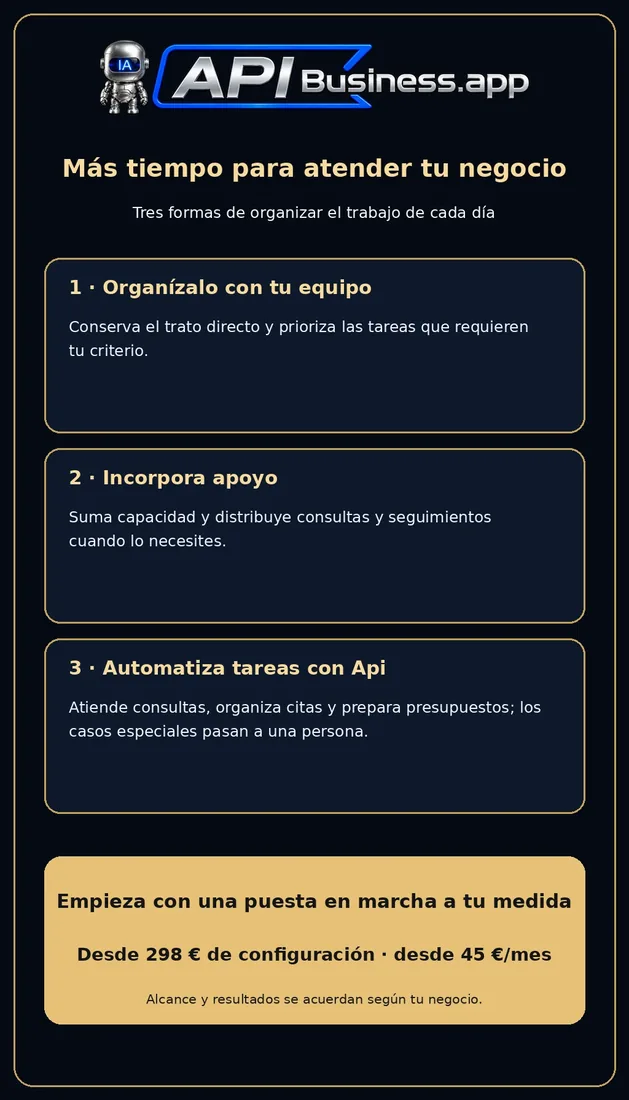 IA
API Business.app
Más tiempo para atender tu negocio
Tres formas de organizar el trabajo de cada día
1 · Organízalo con tu equipo
Conserva el trato directo y prioriza las tareas que requieren
tu criterio.
2 · Incorpora apoyo
Suma capacidad y distribuye consultas y seguimientos
cuando lo necesites.
3 · Automatiza tareas con Api
Atiende consultas, organiza citas y prepara presupuestos; los
casos especiales pasan a una persona.
Empieza con una puesta en marcha a tu medida
Desde 298 € de configuración · desde 45 €/mes
Alcance y resultados se acuerdan según tu negocio.